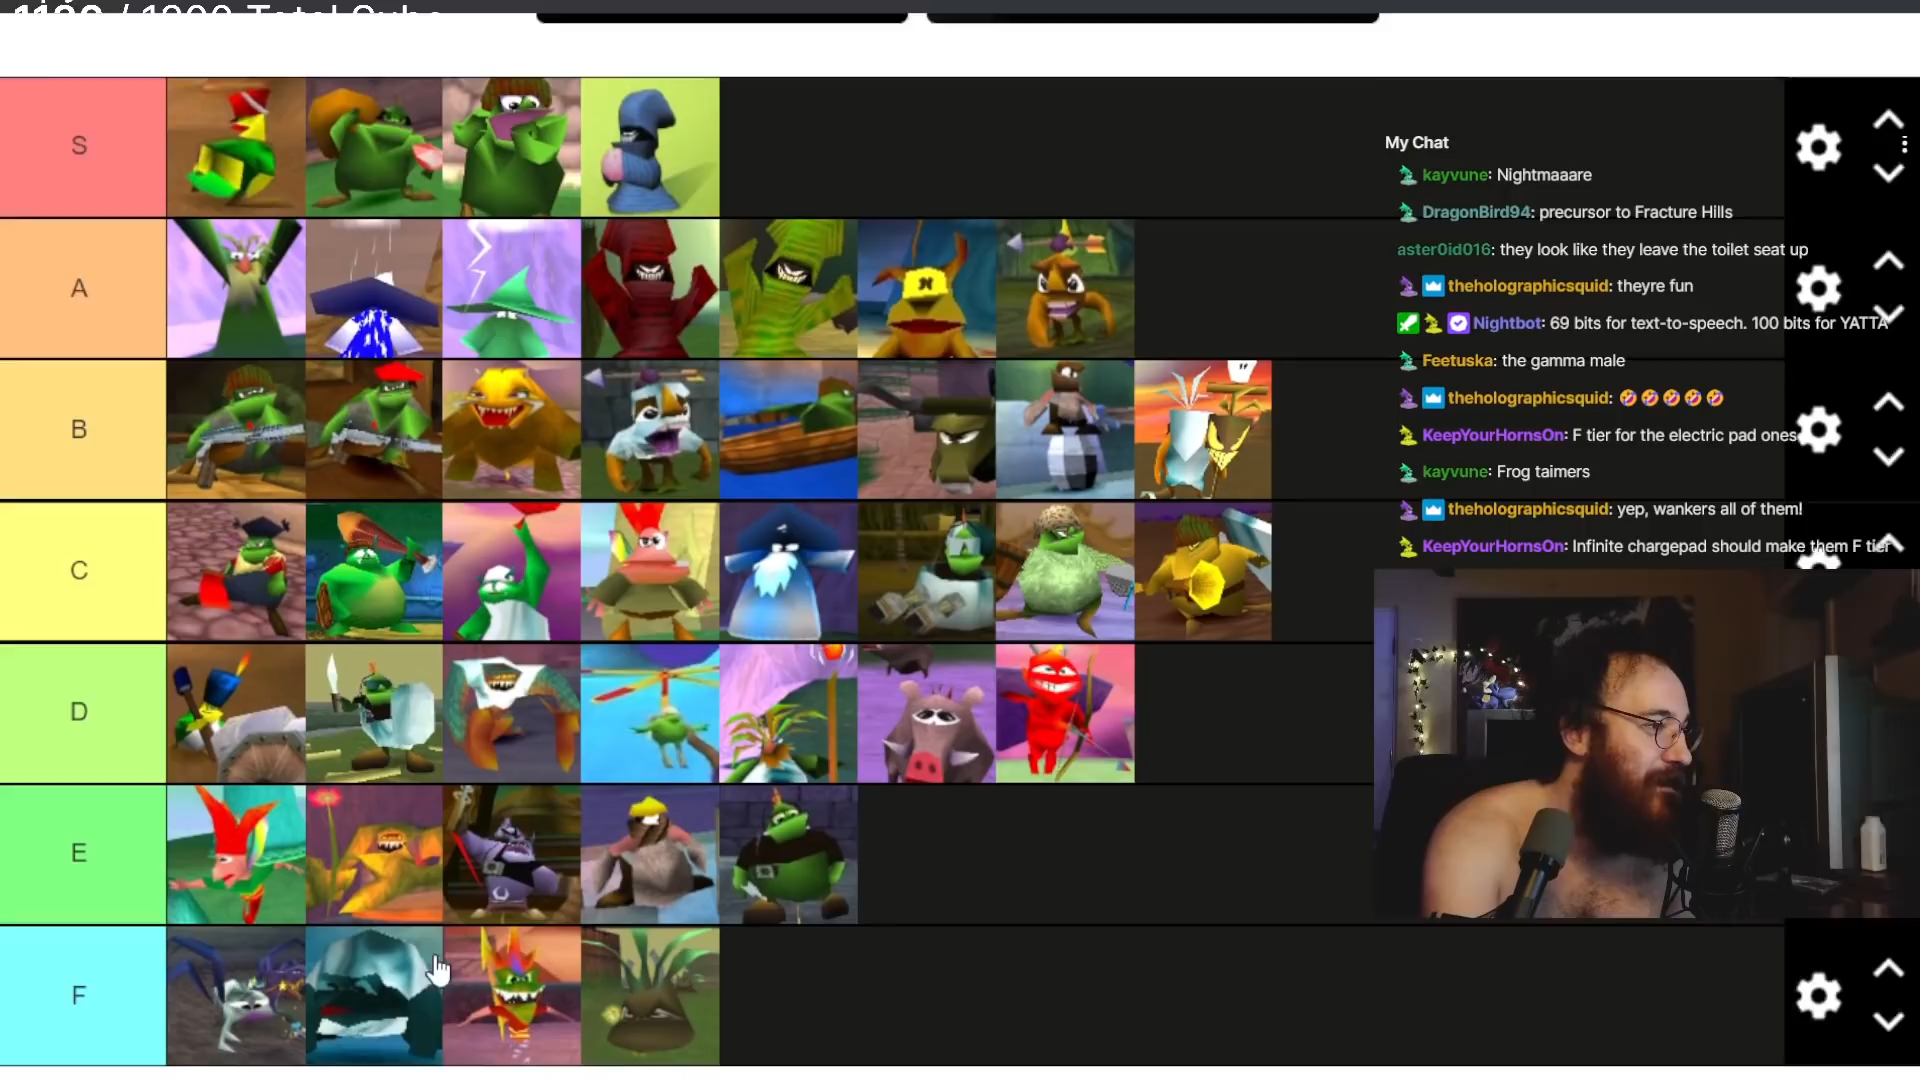 1200 Total Subs
S
My Chat
kayvune: Nightmaaare
DragonBird94: precursor to Fracture Hills
aster0id016: they look like they leave the toilet seat up
A
theholographicsquid: theyre fun
Nightbot: 69 bits for text-to-speech. 100 bits for YATTA
Feetuska: the gamma male
theholographicsquid: 🤣🤣🤣🤣🤣
B
KeepYourHornsOn: F tier for the electric pad ones
kayvune: Frog taimers
theholographicsquid: yep, wankers all of them!
KeepYourHornsOn: Infinite chargepad should make them F tier
C
D
E
F